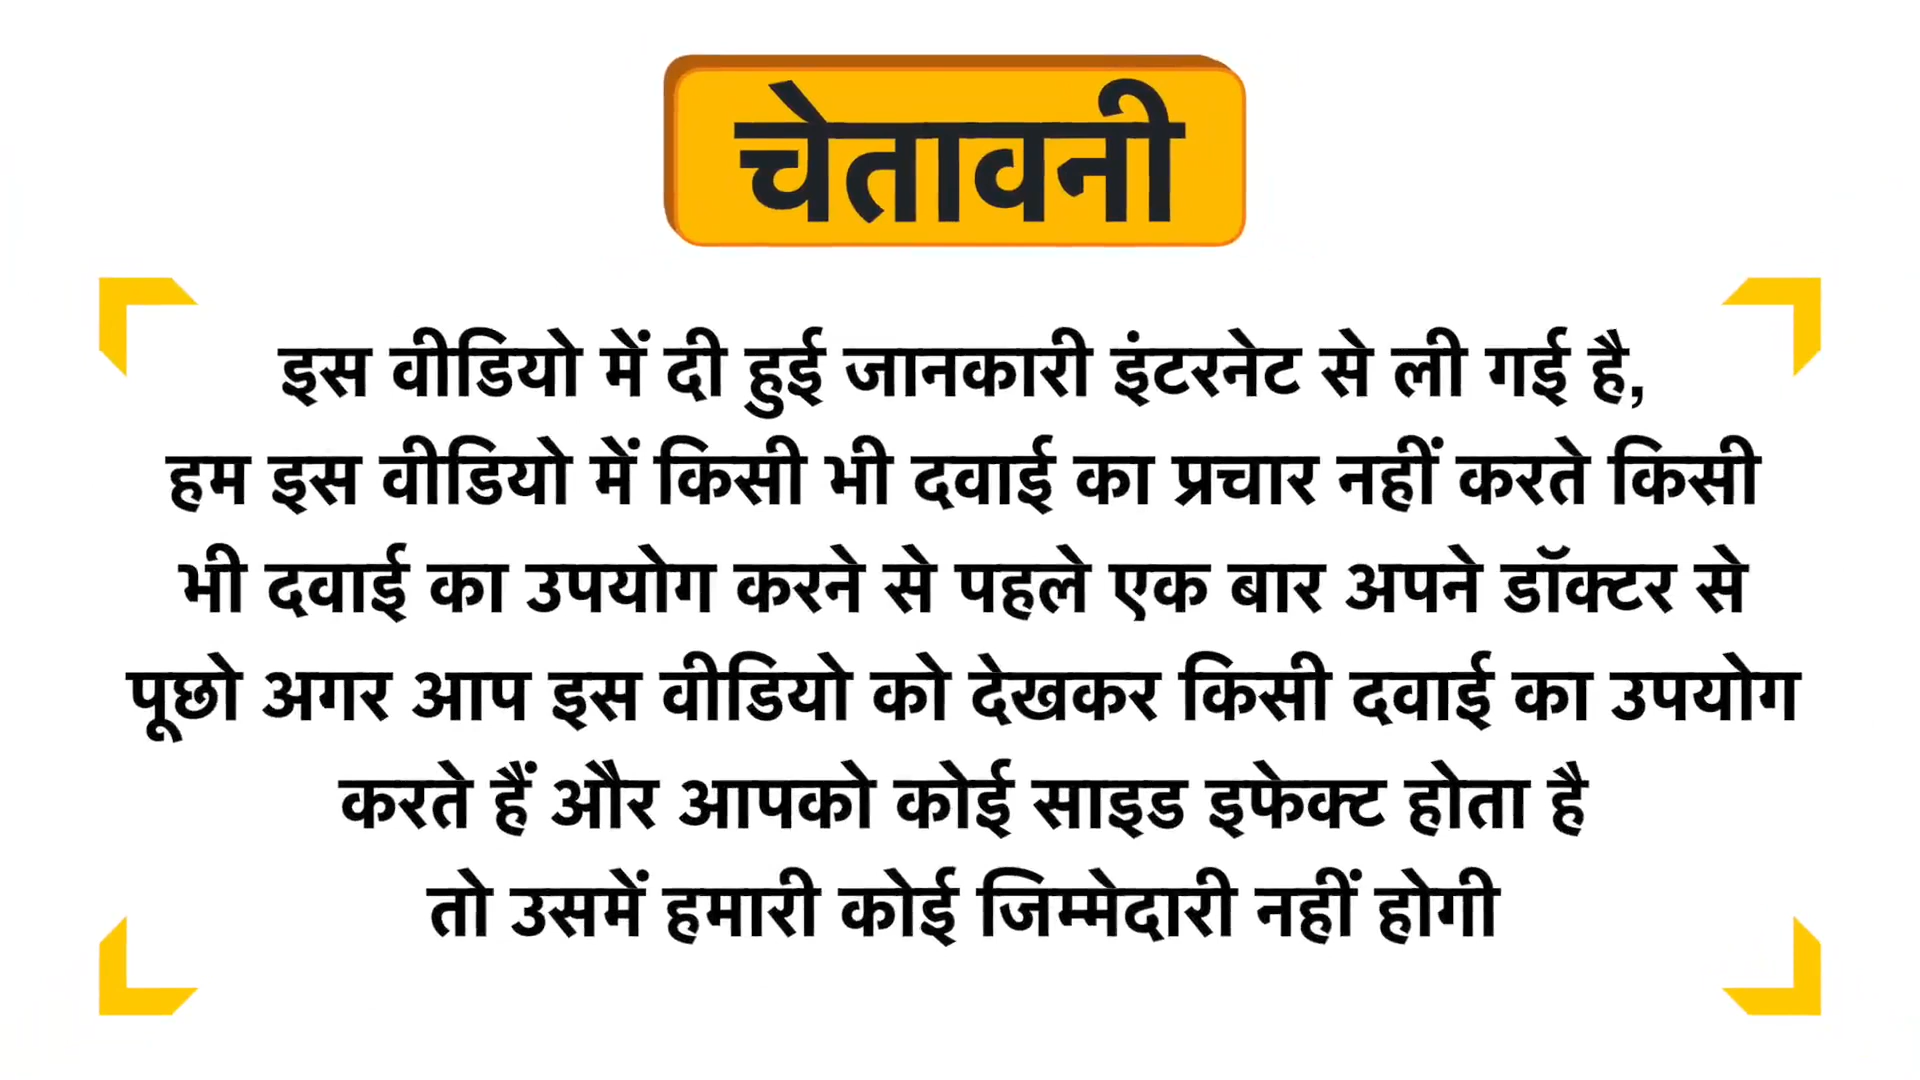 चेतावनी
इस वीडियो में दी हुई जानकारी इंटरनेट से ली गई है,
हम इस वीडियो में किसी भी दवाई का प्रचार नहीं करते किसी
भी दवाई का उपयोग करने से पहले एक बार अपने डॉक्टर से
पूछो अगर आप इस वीडियो को देखकर किसी दवाई का उपयोग
करते हैं और आपको कोई साइड इफेक्ट होता है
तो उसमें हमारी कोई जिम्मेदारी नहीं होगी